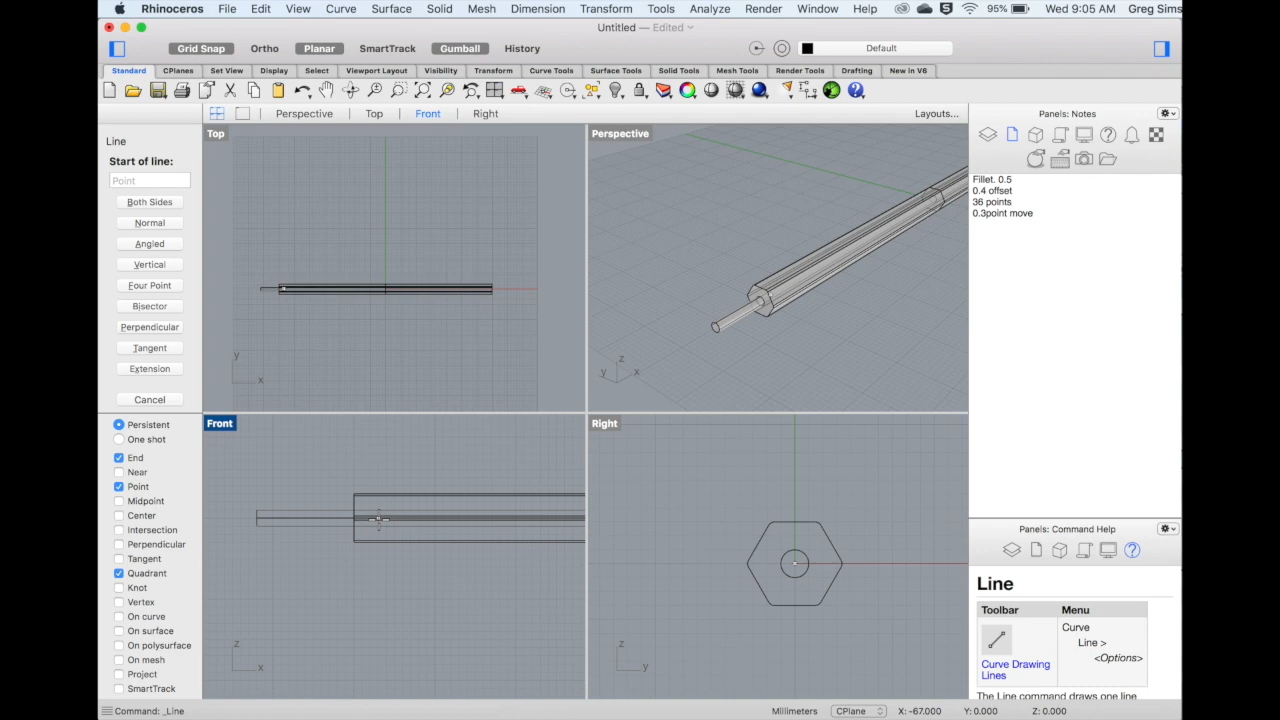 Rhinoceros File Edit View Curve Surface Solid Mesh Dimension Transform Tools Analyze Render Window Help 95% Wed 9:05 AM Greg Sims
Untitled — Edited
Grid Snap Ortho Planar SmartTrack Gumball History Default
Standard CPlanes Set View Display Select Viewport Layout Visibility Transform Curve Tools Surface Tools Solid Tools Mesh Tools Render Tools Drafting New in V6
Perspective Top Front Right Layouts...
Panels: Notes
Line
Start of line:
Point
Both Sides
Normal
Angled
Vertical
Four Point
Bisector
Perpendicular
Tangent
Extension
Cancel
Persistent
One shot
End
Near
Point
Midpoint
Center
Intersection
Perpendicular
Tangent
Quadrant
Knot
Vertex
On curve
On surface
On polysurface
On mesh
Project
SmartTrack
Top
y
x
Perspective
z
y x
Front
z
x
Right
z
y
Fillet. 0.5
0.4 offset
36 points
0.3point move
Panels: Command Help
Line
Toolbar Menu
Curve
Line >
<Options>
Curve Drawing
Lines
The Line command draws one line
Command: _Line
Millimeters CPlane X: -67.000 Y: 0.000 Z: 0.000